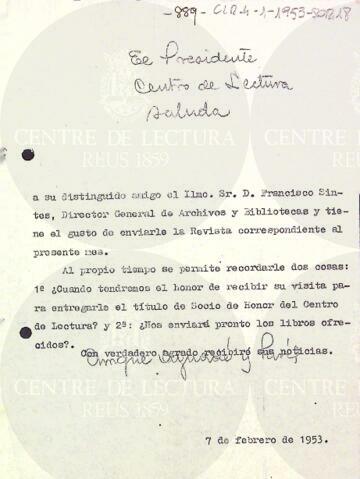 -889- CLR.4-1-1953-SOB.18
El Presidente
Centro de Lectura
saluda
CENTRE DE LECTURA
REUS 1859
a su distinguido amigo el Ilmo. Sr. D. Francisco Sin-
tes, Director General de Archivos y Bibliotecas y tie-
ne el gusto de enviarle la Revista correspondiente al
presente mes.
Al propio tiempo se permite recordarle dos cosas:
1ª ¿Cuando tendremos el honor de recibir su visita pa-
ra entregarle el título de Socio de Honor del Centro
de Lectura? y 2ª: ¿Nos enviará pronto los libros ofre-
cidos?.
Con verdadero agrado recibiré sus noticias.
Enrique Aguadé y
CENTRE DE LECTURA
REUS 1859
7 de febrero de 1953.